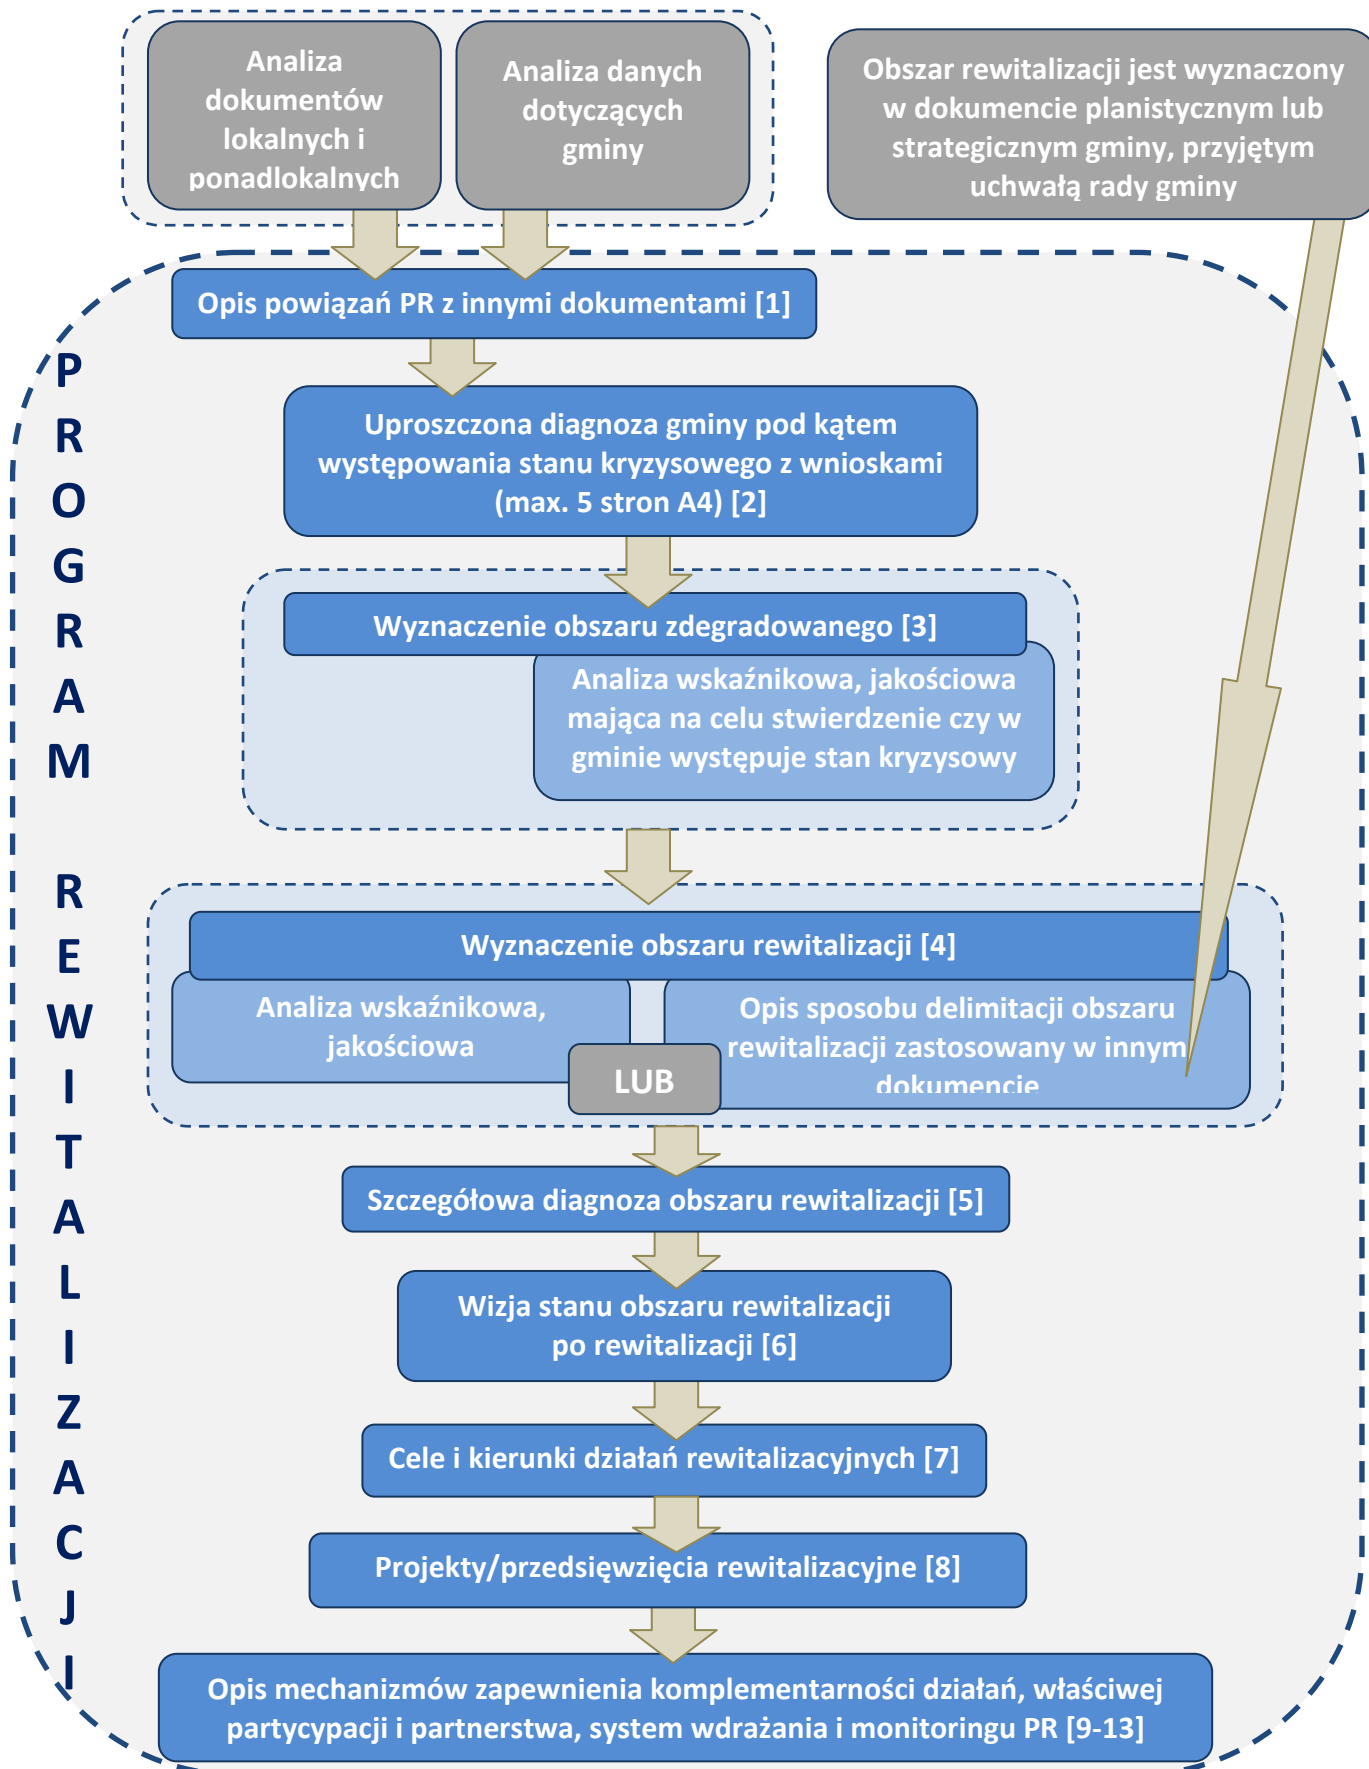 Analiza
dokumentów
lokalnych i
ponadlokalnych
Analiza danych
dotyczących
gminy
Obszar rewitalizacji jest wyznaczony
w dokumencie planistycznym lub
strategicznym gminy, przyjętym
uchwałą rady gminy
PROGRAM
REWITALIZACJI
Opis powiązań PR z innymi dokumentami [1]
Uproszczona diagnoza gminy pod kątem
występowania stanu kryzysowego z wnioskami
(max. 5 stron A4) [2]
Wyznaczenie obszaru zdegradowanego [3]
Analiza wskaźnikowa, jakościowa
mająca na celu stwierdzenie czy w
gminie występuje stan kryzysowy
Wyznaczenie obszaru rewitalizacji [4]
Analiza wskaźnikowa,
jakościowa
LUB
Opis sposobu delimitacji obszaru
rewitalizacji zastosowany w innym
dokumencie
Szczegółowa diagnoza obszaru rewitalizacji [5]
Wizja stanu obszaru rewitalizacji
po rewitalizacji [6]
Cele i kierunki działań rewitalizacyjnych [7]
Projekty/przedsięwzięcia rewitalizacyjne [8]
Opis mechanizmów zapewnienia komplementarności działań, właściwej
partycypacji i partnerstwa, system wdrażania i monitoringu PR [9-13]